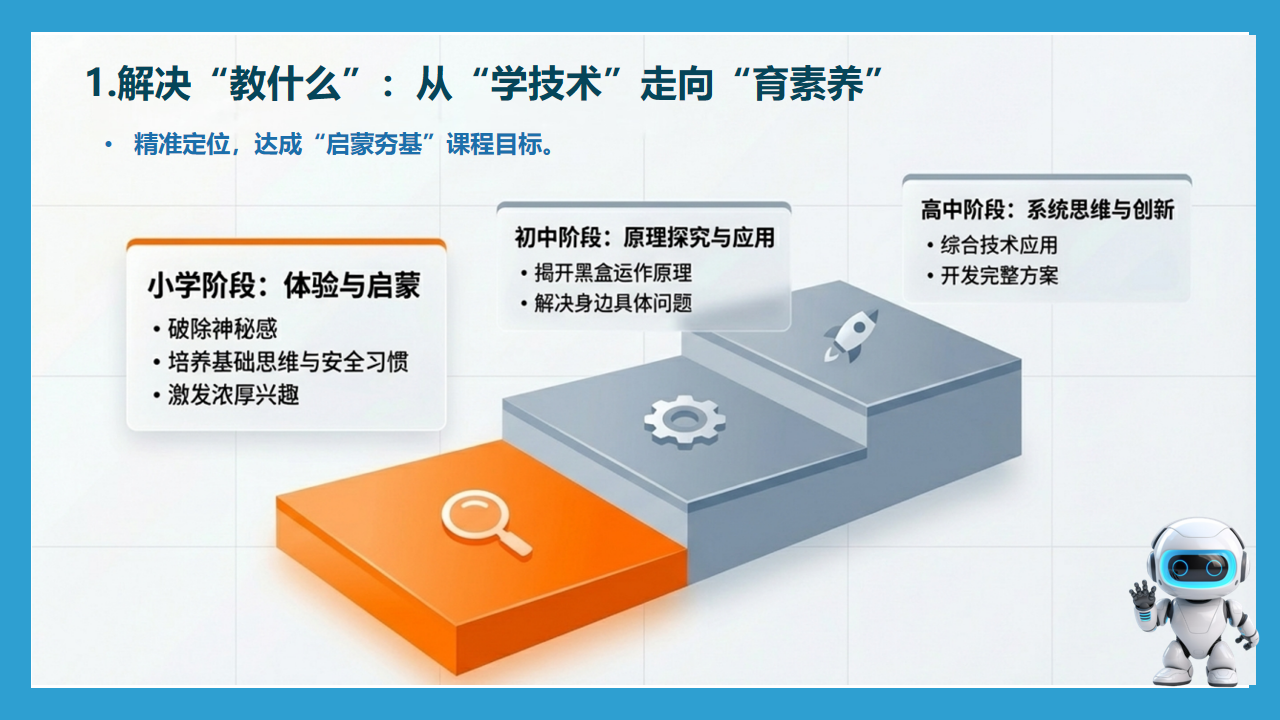 1.解决“教什么”：从“学技术”走向“育素养”
• 精准定位，达成“启蒙夯基”课程目标。
小学阶段：体验与启蒙
• 破除神秘感
• 培养基础思维与安全习惯
• 激发浓厚兴趣
初中阶段：原理探究与应用
• 揭开黑盒运作原理
• 解决身边具体问题
高中阶段：系统思维与创新
• 综合技术应用
• 开发完整方案